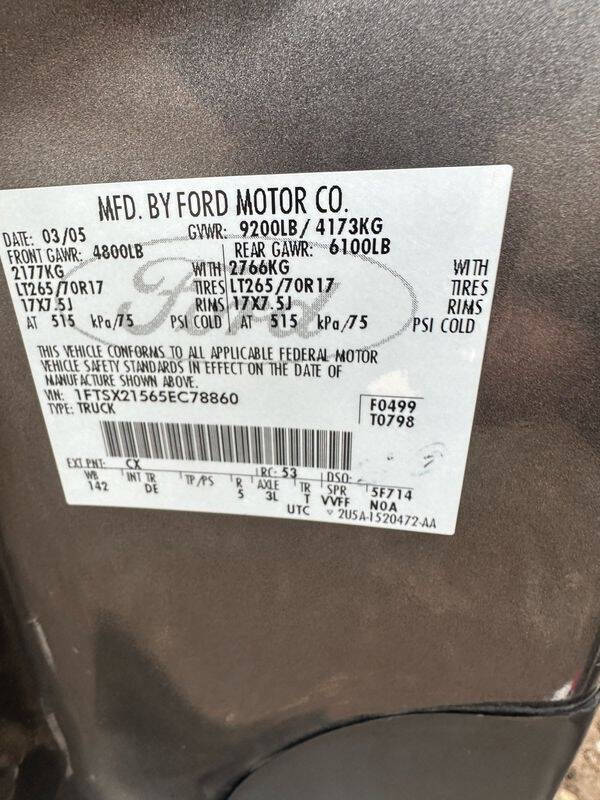 MFD. BY FORD MOTOR CO.
DATE: 03/05 GVWR: 9200LB/ 4173KG
FRONT GAWR: 4800LB REAR GAWR: 6100LB
2177KG WITH 2766KG WITH
LT265/70R17 TIRES LT265/70R17 TIRES
17X7.5J RIMS 17X7.5J RIMS
AT 515 kPa/75 PSI COLD AT 515 kPa/75 PSI COLD
Ford
THIS VEHICLE CONFORMS TO ALL APPLICABLE FEDERAL MOTOR
VEHICLE SAFETY STANDARDS IN EFFECT ON THE DATE OF
MANUFACTURE SHOWN ABOVE.
VIN: 1FTSX21565EC78860 F0499
TYPE: TRUCK T0798
EXT PNT: CX RC: 53 DSO:
WB INT TR TP/PS R AXLE TR SPR 5F714
142 DE 5 3L T VVFF NOA
UTC ▽ 2U5A-1520472-AA